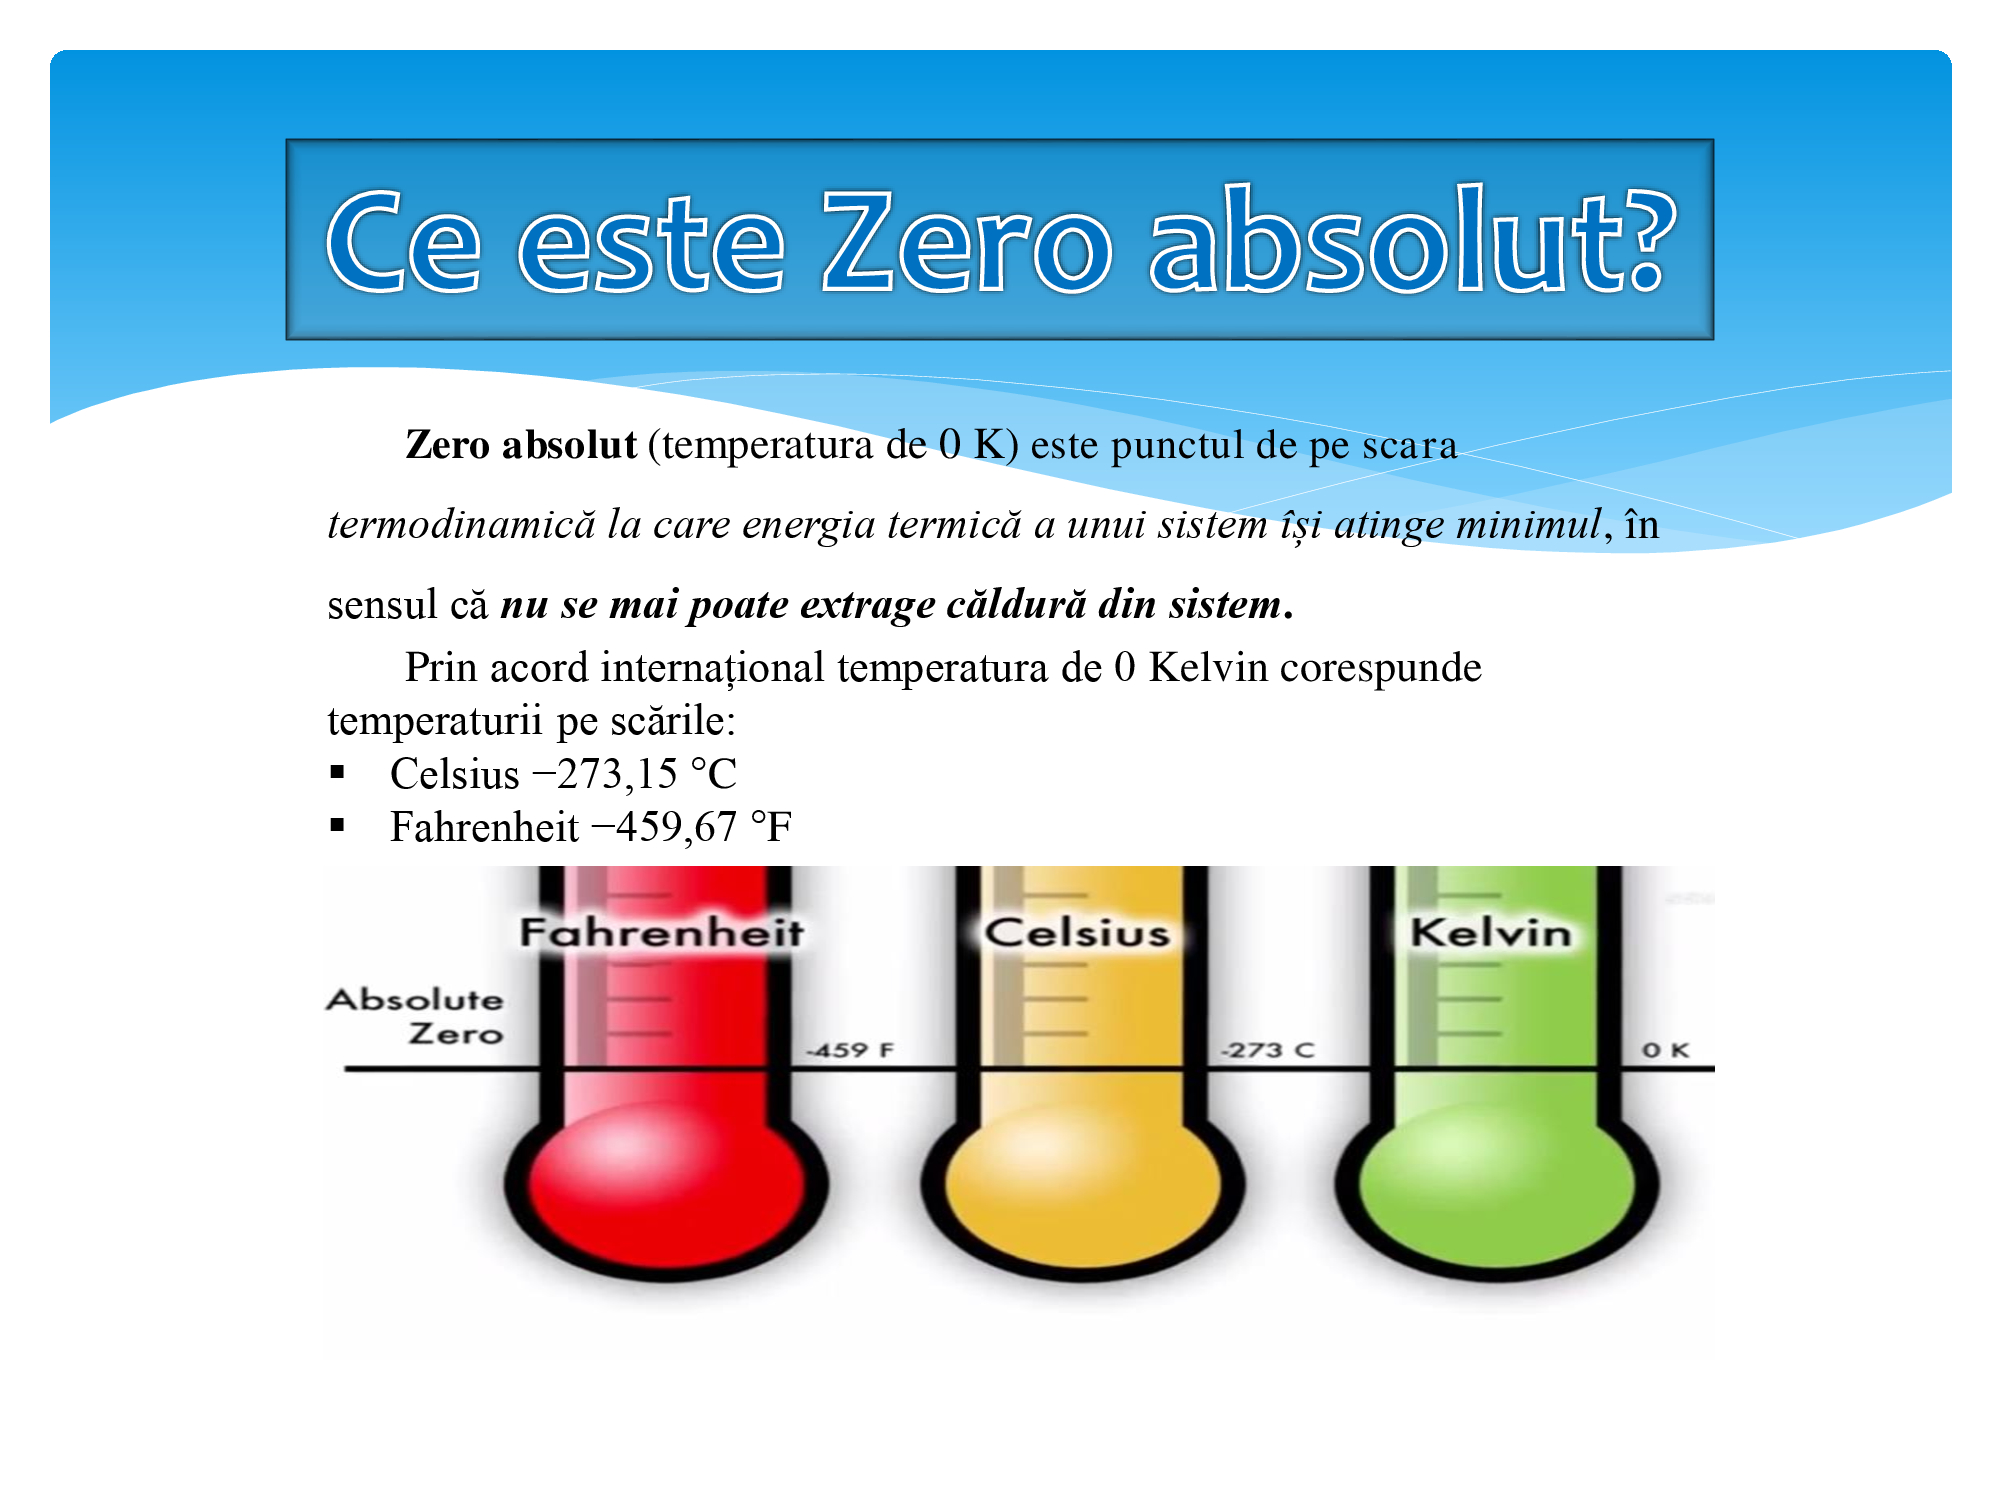 Ce este Zero absolut?
Zero absolut (temperatura de 0 K) este punctul de pe scara
termodinamică la care energia termică a unui sistem își atinge minimul, în
sensul că nu se mai poate extrage căldură din sistem.
Prin acord internațional temperatura de 0 Kelvin corespunde
temperaturii pe scările:
▪ Celsius −273,15 °C
▪ Fahrenheit −459,67 °F
Fahrenheit Celsius Kelvin
Absolute
Zero
-459 F -273 C 0 K